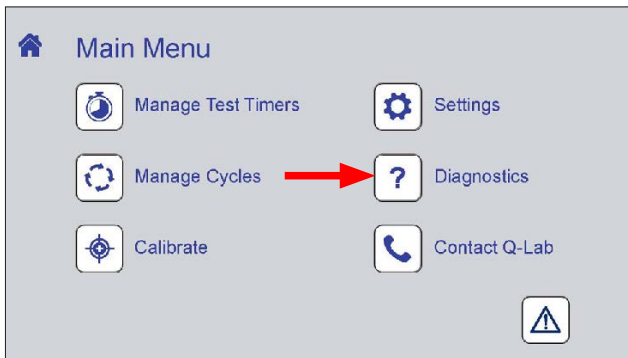 Main Menu
Manage Test Timers
Settings
Manage Cycles
?
Diagnostics
Calibrate
Contact Q-Lab